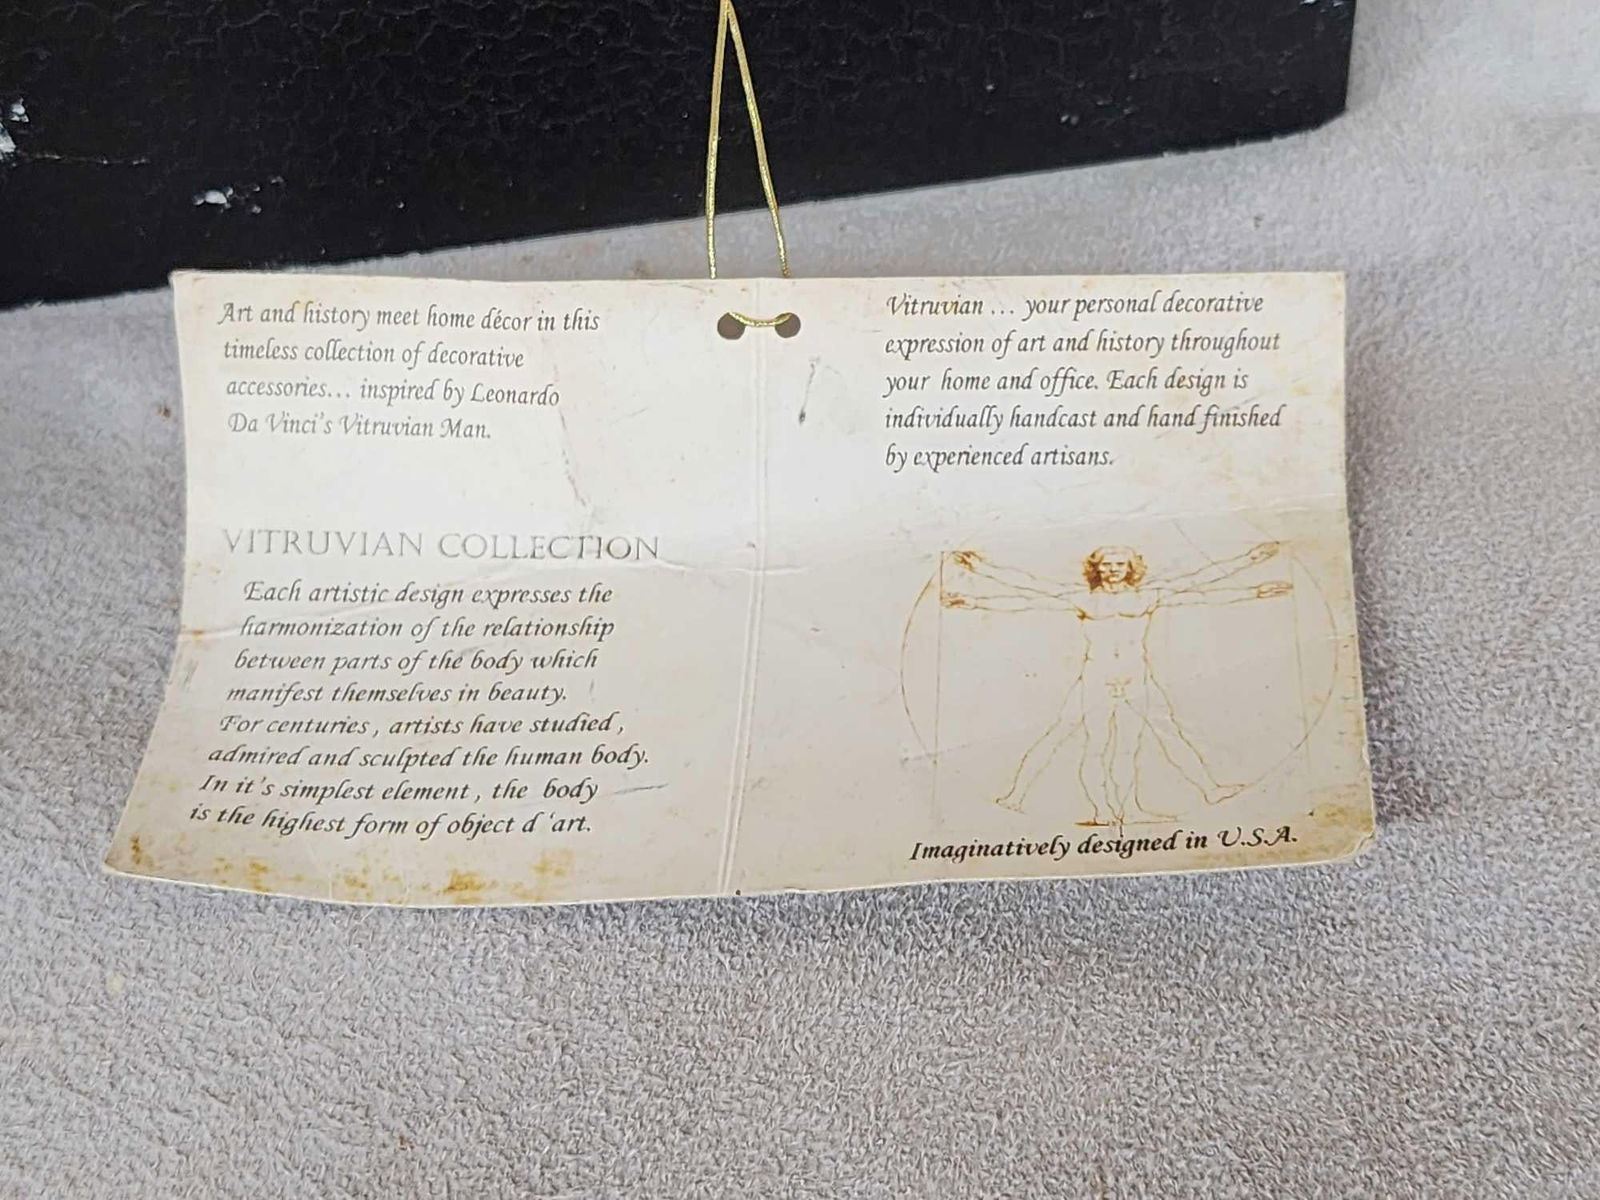 Art and history meet home décor in this
timeless collection of decorative
accessories... inspired by Leonardo
Da Vinci's Vitruvian Man.
VITRUVIAN COLLECTION
Each artistic design expresses the
harmonization of the relationship
between parts of the body which
manifest themselves in beauty.
For centuries, artists have studied,
admired and sculpted the human body.
In it's simplest element, the body
is the highest form of object d 'art.
Vitruvian ... your personal decorative
expression of art and history throughout
your home and office. Each design is
individually handcast and hand finished
by experienced artisans.
Imaginatively designed in U.S.A.